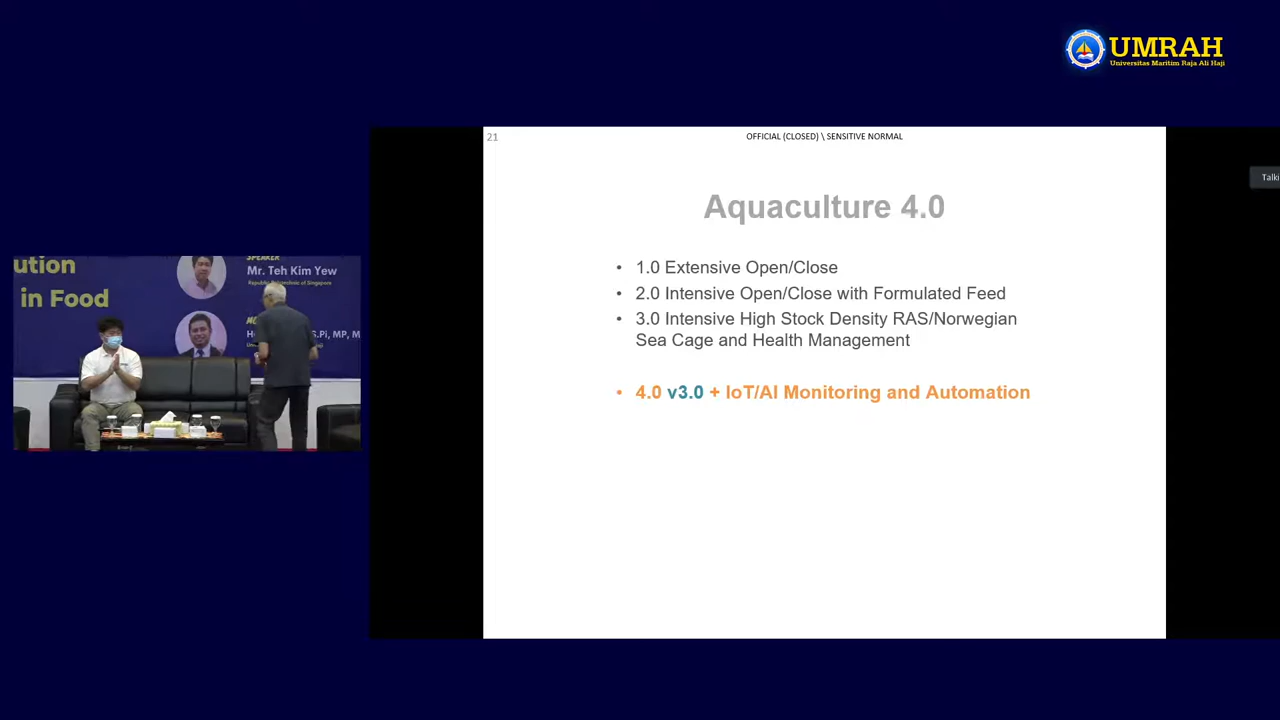 UMRAH
Universitas Maritim Raja Ali Haji
21
OFFICIAL (CLOSED) \ SENSITIVE NORMAL
Talki
Aquaculture 4.0
• 1.0 Extensive Open/Close
• 2.0 Intensive Open/Close with Formulated Feed
• 3.0 Intensive High Stock Density RAS/Norwegian
Sea Cage and Health Management
• 4.0 v3.0 + IoT/AI Monitoring and Automation
ution
in Food
SPEAKER
Mr. Teh Kim Yew
Republic Polytechnic of Singapore
S.Pi, MP, M